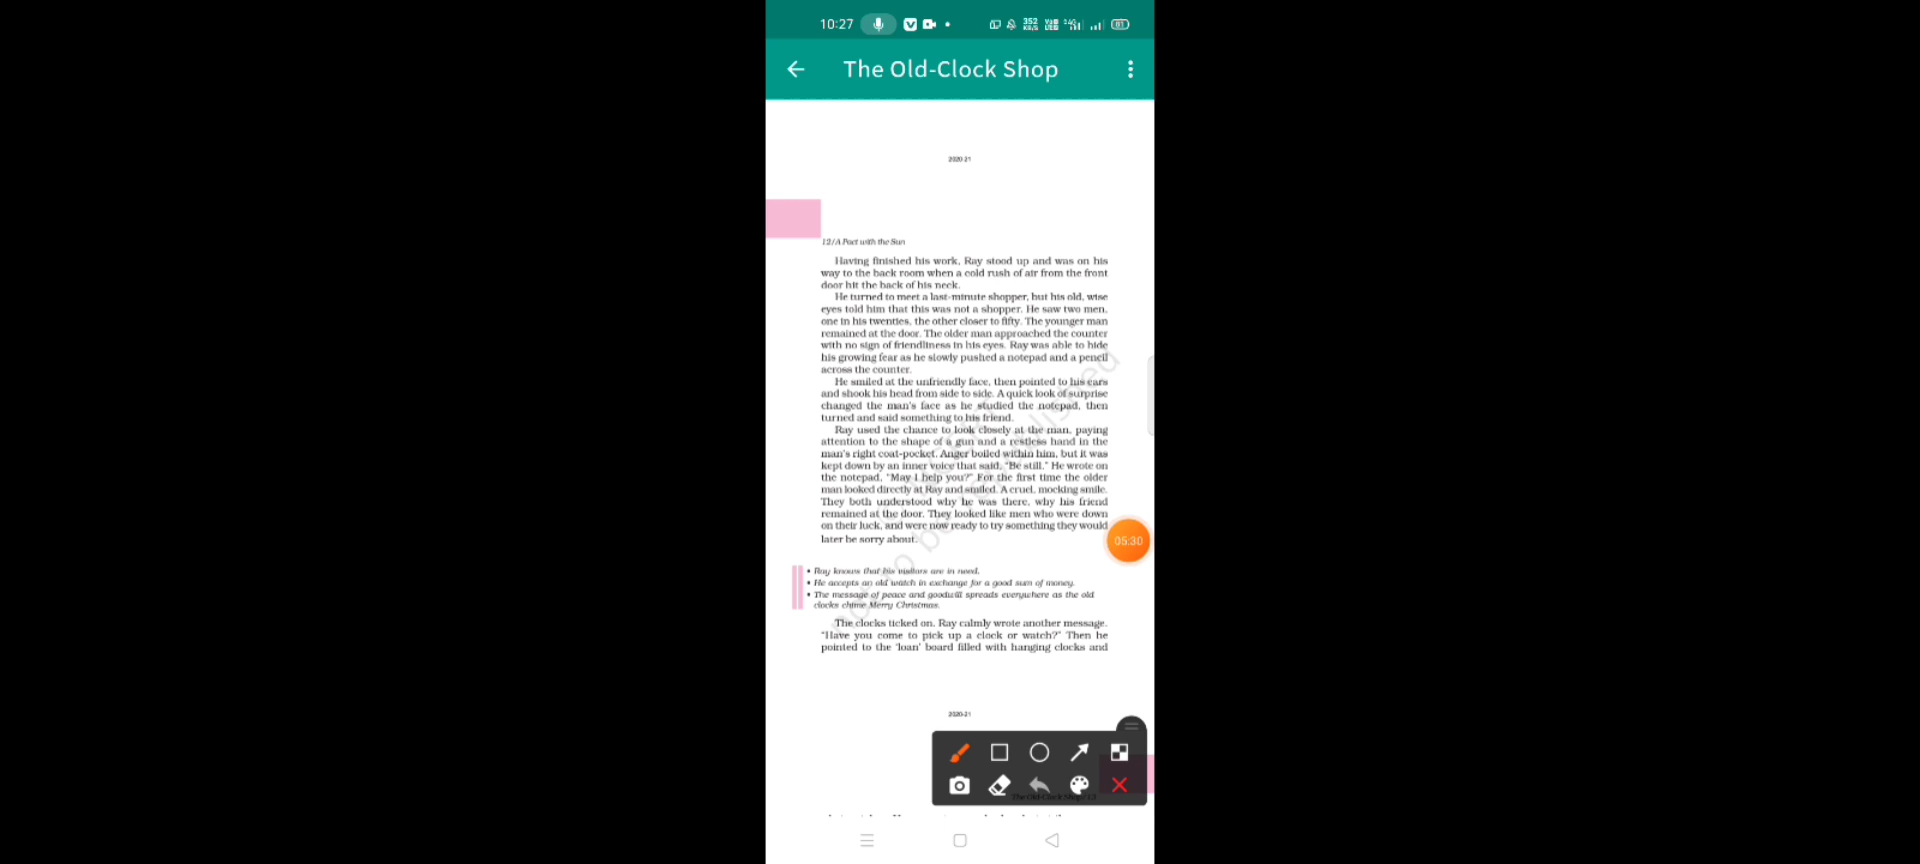 10:27
352
KB/S
81
The Old-Clock Shop
2020-21
12/A Pact with the Sun
Having finished his work, Ray stood up and was on his
way to the back room when a cold rush of air from the front
door hit the back of his neck.
He turned to meet a last-minute shopper, but his old, wise
eyes told him that this was not a shopper. He saw two men,
one in his twenties, the other closer to fifty. The younger man
remained at the door. The older man approached the counter
with no sign of friendliness in his eyes. Ray was able to hide
his growing fear as he slowly pushed a notepad and a pencil
across the counter.
He smiled at the unfriendly face, then pointed to his ears
and shook his head from side to side. A quick look of surprise
changed the man's face as he studied the notepad, then
turned and said something to his friend.
Ray used the chance to look closely at the man, paying
attention to the shape of a gun and a restless hand in the
man's right coat-pocket. Anger boiled within him, but it was
kept down by an inner voice that said, "Be still." He wrote on
the notepad, "May I help you?" For the first time the older
man looked directly at Ray and smiled. A cruel, mocking smile.
They both understood why he was there, why his friend
remained at the door. They looked like men who were down
on their luck, and were now ready to try something they would
later be sorry about.
05:30
• Ray knows that his visitors are in need.
• He accepts an old watch in exchange for a good sum of money.
• The message of peace and goodwill spreads everywhere as the old
clocks chime Merry Christmas.
The clocks ticked on. Ray calmly wrote another message.
"Have you come to pick up a clock or watch?" Then he
pointed to the 'loan' board filled with hanging clocks and
2020-21